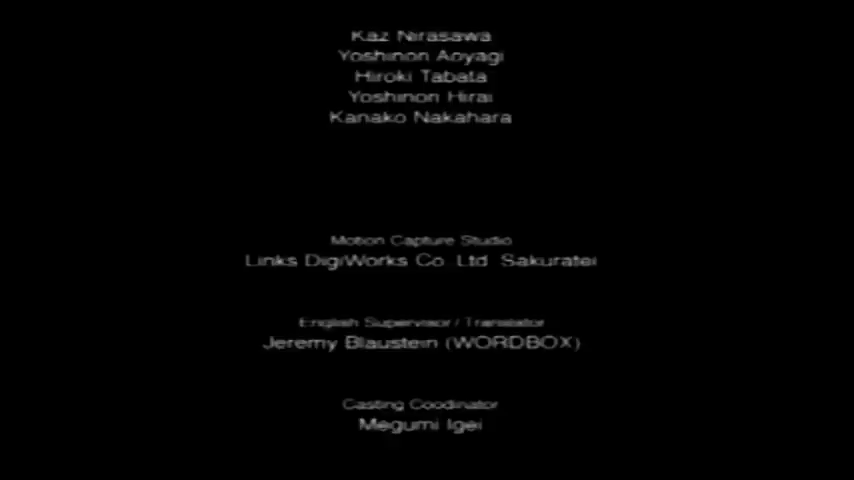 Kaz Nirasawa
Yoshinori Aoyagi
Hiroki Tabata
Yoshinori Hirai
Kanako Nakahara
Motion Capture Studio
Links DigiWorks Co. Ltd. Sakuratei
English Supervisor / Translator
Jeremy Blaustein (WORDBOX)
Casting Coodinator
Megumi Igei